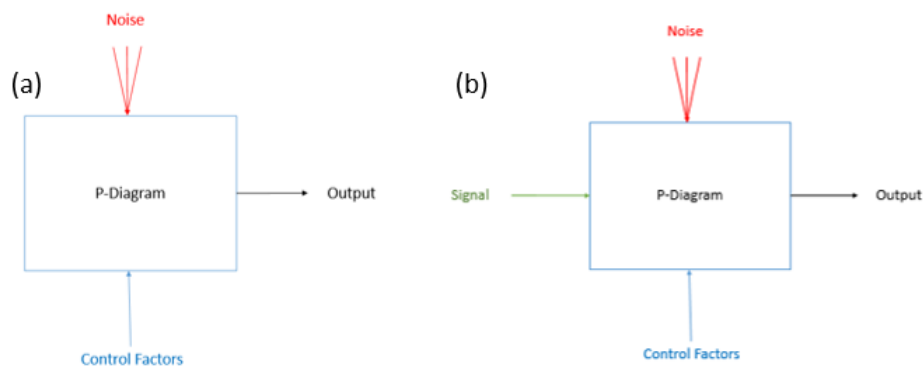 (a)
Noise
P-Diagram
Output
Control Factors
(b)
Noise
Signal
P-Diagram
Output
Control Factors